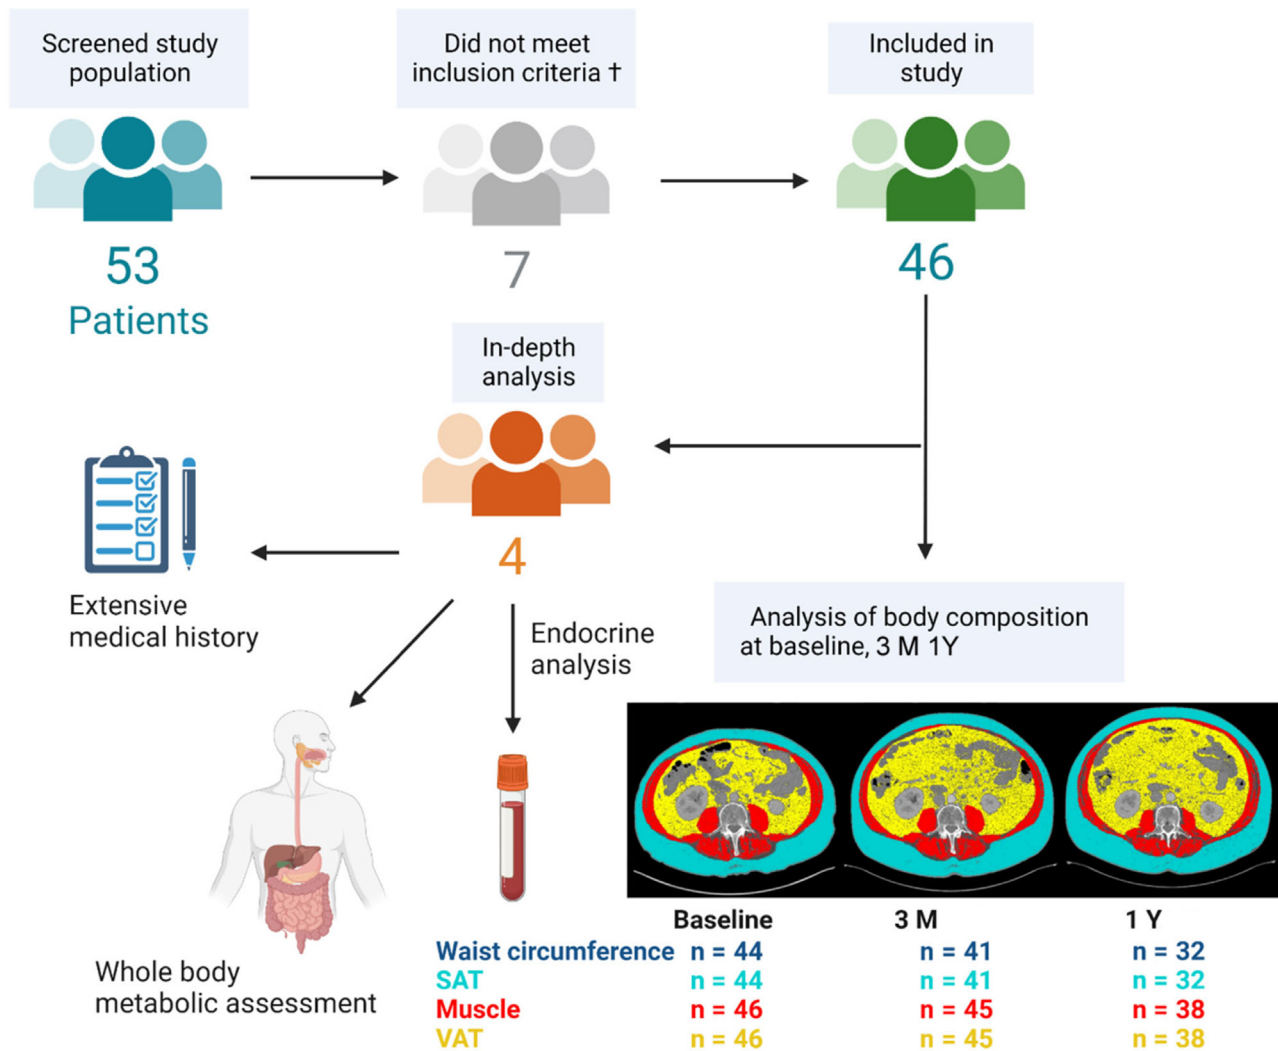 Screened study
population
Did not meet
inclusion criteria †
Included in
study
53
Patients
7
46
In-depth
analysis
4
Extensive
medical history
Endocrine
analysis
Whole body
metabolic assessment
Analysis of body composition
at baseline, 3 M 1Y
Baseline 3 M 1 Y
Waist circumference n = 44 n = 41 n = 32
SAT n = 44 n = 41 n = 32
Muscle n = 46 n = 45 n = 38
VAT n = 46 n = 45 n = 38